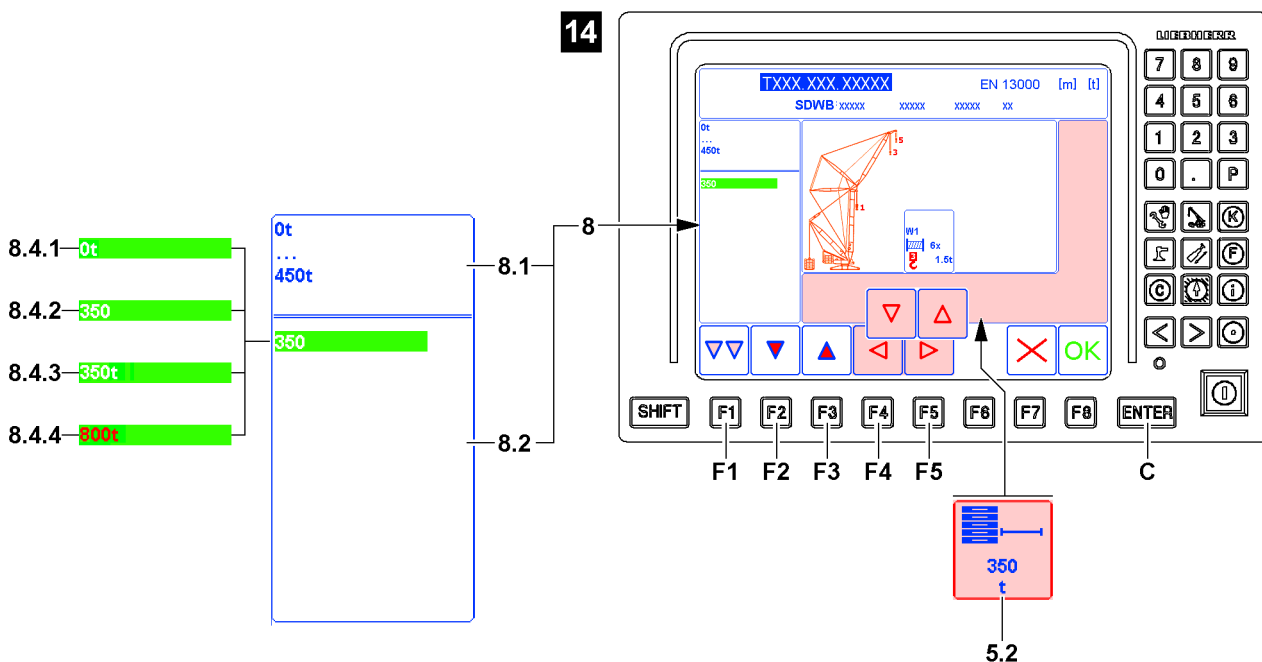 14
LIEBHERR
TXXX. XXX. XXXXX EN 13000 [m] [t]
SDWB: xxxxx xxxxx xxxxx xx
0t
...
450t
350
5
3
1
W1
6x
1.5t
OK
7 8 9
4 5 6
1 2 3
0 . P
K
F
C i
SHIFT F1 F2 F3 F4 F5 F6 F7 F8 ENTER
F1 F2 F3 F4 F5 C
8.4.1 0t
8.4.2 350
8.4.3 350t
8.4.4 800t
0t
...
450t
350
8
8.1
8.2
350
t
5.2